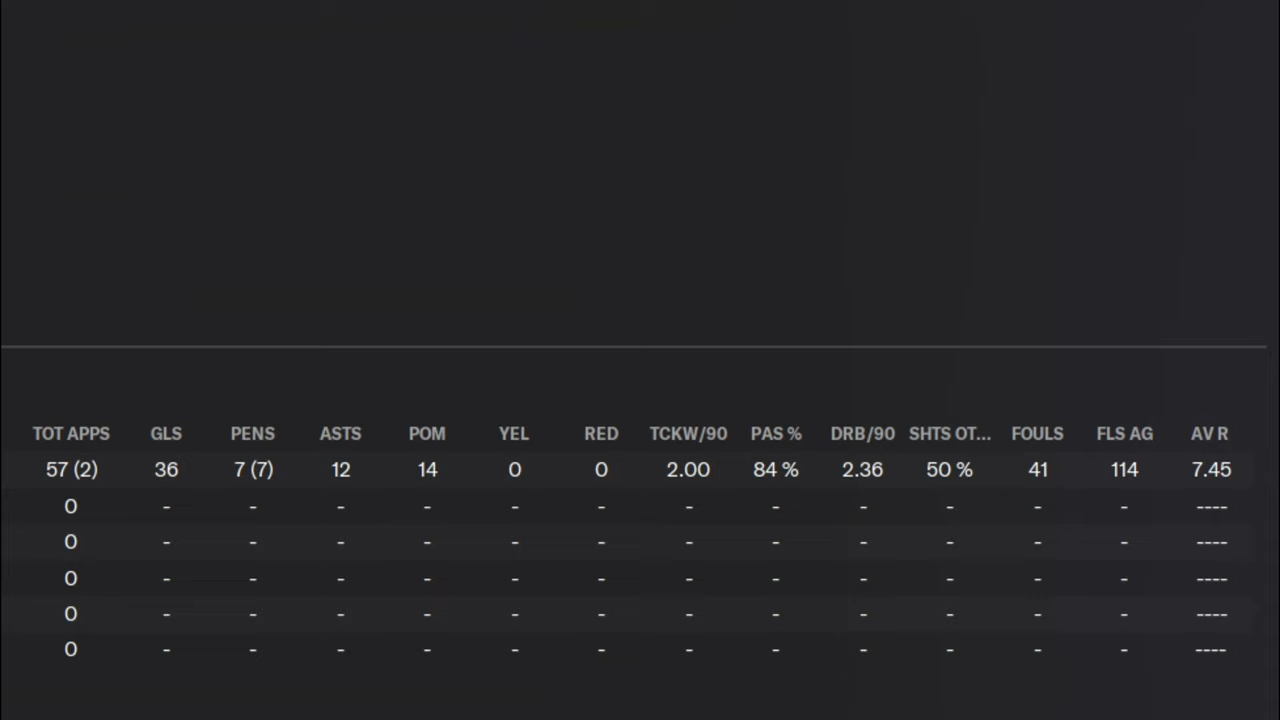 TOT APPS GLS PENS ASTS POM YEL RED TCKW/90 PAS % DRB/90 SHTS OT... FOULS FLS AG AV R
57 (2) 36 7 (7) 12 14 0 0 2.00 84 % 2.36 50 % 41 114 7.45
0 - - - - - - - - - - - - ----
0 - - - - - - - - - - - - ----
0 - - - - - - - - - - - - ----
0 - - - - - - - - - - - - ----
0 - - - - - - - - - - - - ----